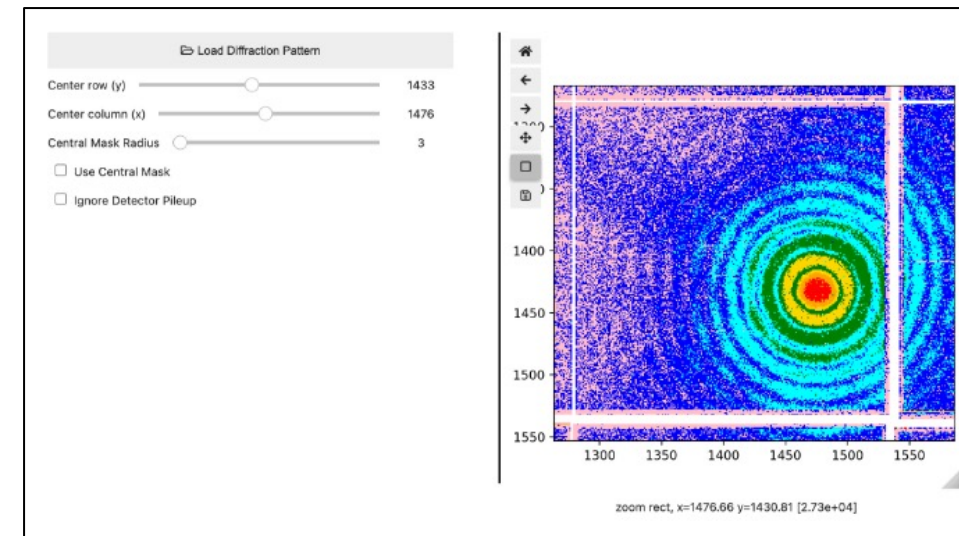 Load Diffraction Pattern
Center row (y) 1433
Center column (x) 1476
Central Mask Radius 3
Use Central Mask
Ignore Detector Pileup
1400
1450
1500
1550
1300 1350 1400 1450 1500 1550
zoom rect, x=1476.66 y=1430.81 [2.73e+04]